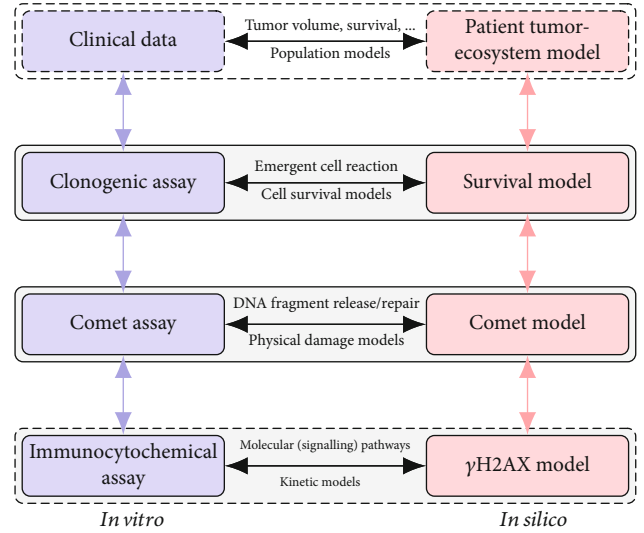 Clinical data
Tumor volume, survival, ...
Population models
Patient tumor-
ecosystem model
Clonogenic assay
Emergent cell reaction
Cell survival models
Survival model
Comet assay
DNA fragment release/repair
Physical damage models
Comet model
Immunocytochemical
assay
Molecular (signalling) pathways
Kinetic models
γH2AX model
In vitro
In silico